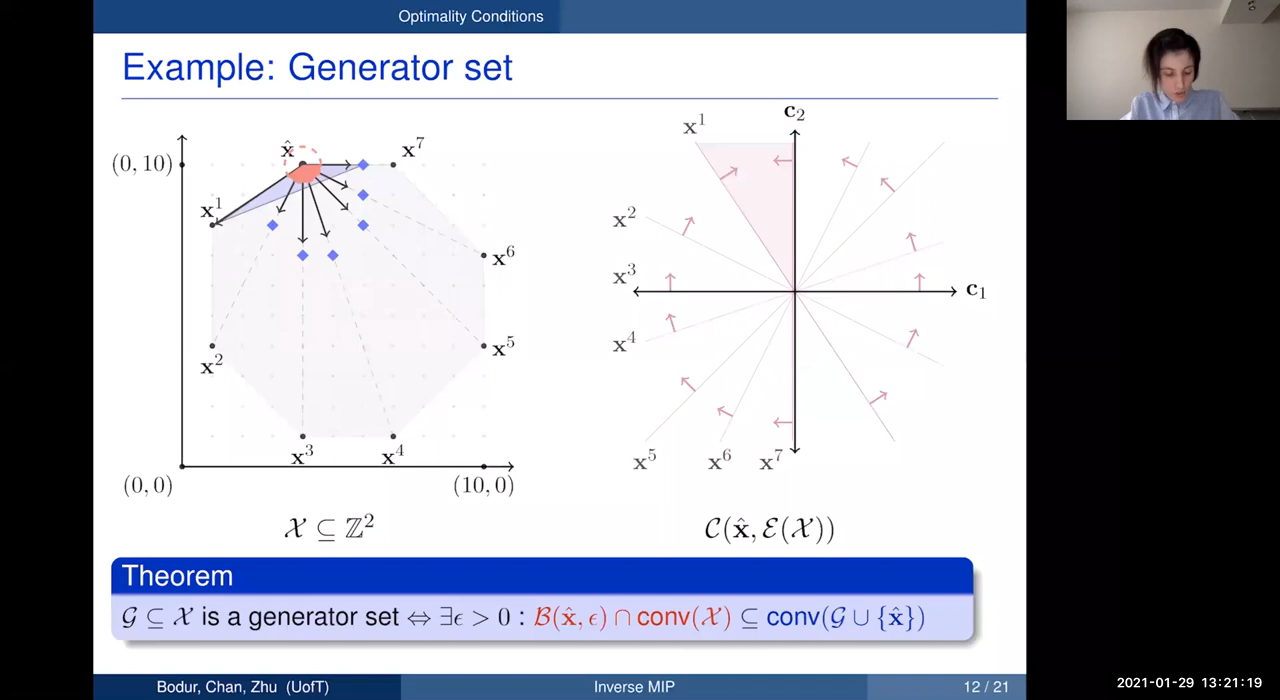 Optimality Conditions
Example: Generator set
(0, 10)
x̂
x⁷
x¹
x⁶
x⁵
x²
x³
x⁴
(0, 0)
(10, 0)
𝒳 ⊆ ℤ²
c₂
x¹
x²
x³
c₁
x⁴
x⁵
x⁶
x⁷
𝒞(x̂, ℰ(𝒳))
Theorem
𝒢 ⊆ 𝒳 is a generator set ⇔ ∃ϵ > 0 : ℬ(x̂, ϵ) ∩ conv(𝒳) ⊆ conv(𝒢 ∪ {x̂})
Bodur, Chan, Zhu (UofT)
Inverse MIP
12 / 21
2021-01-29 13:21:19